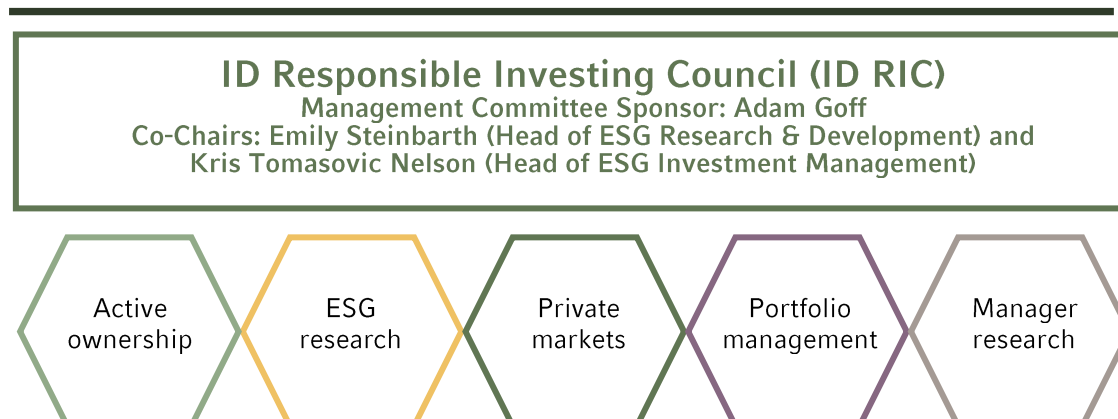 ID Responsible Investing Council (ID RIC)
Management Committee Sponsor: Adam Goff
Co-Chairs: Emily Steinbarth (Head of ESG Research & Development) and
Kris Tomasovic Nelson (Head of ESG Investment Management)
Active
ownership
ESG
research
Private
markets
Portfolio
management
Manager
research